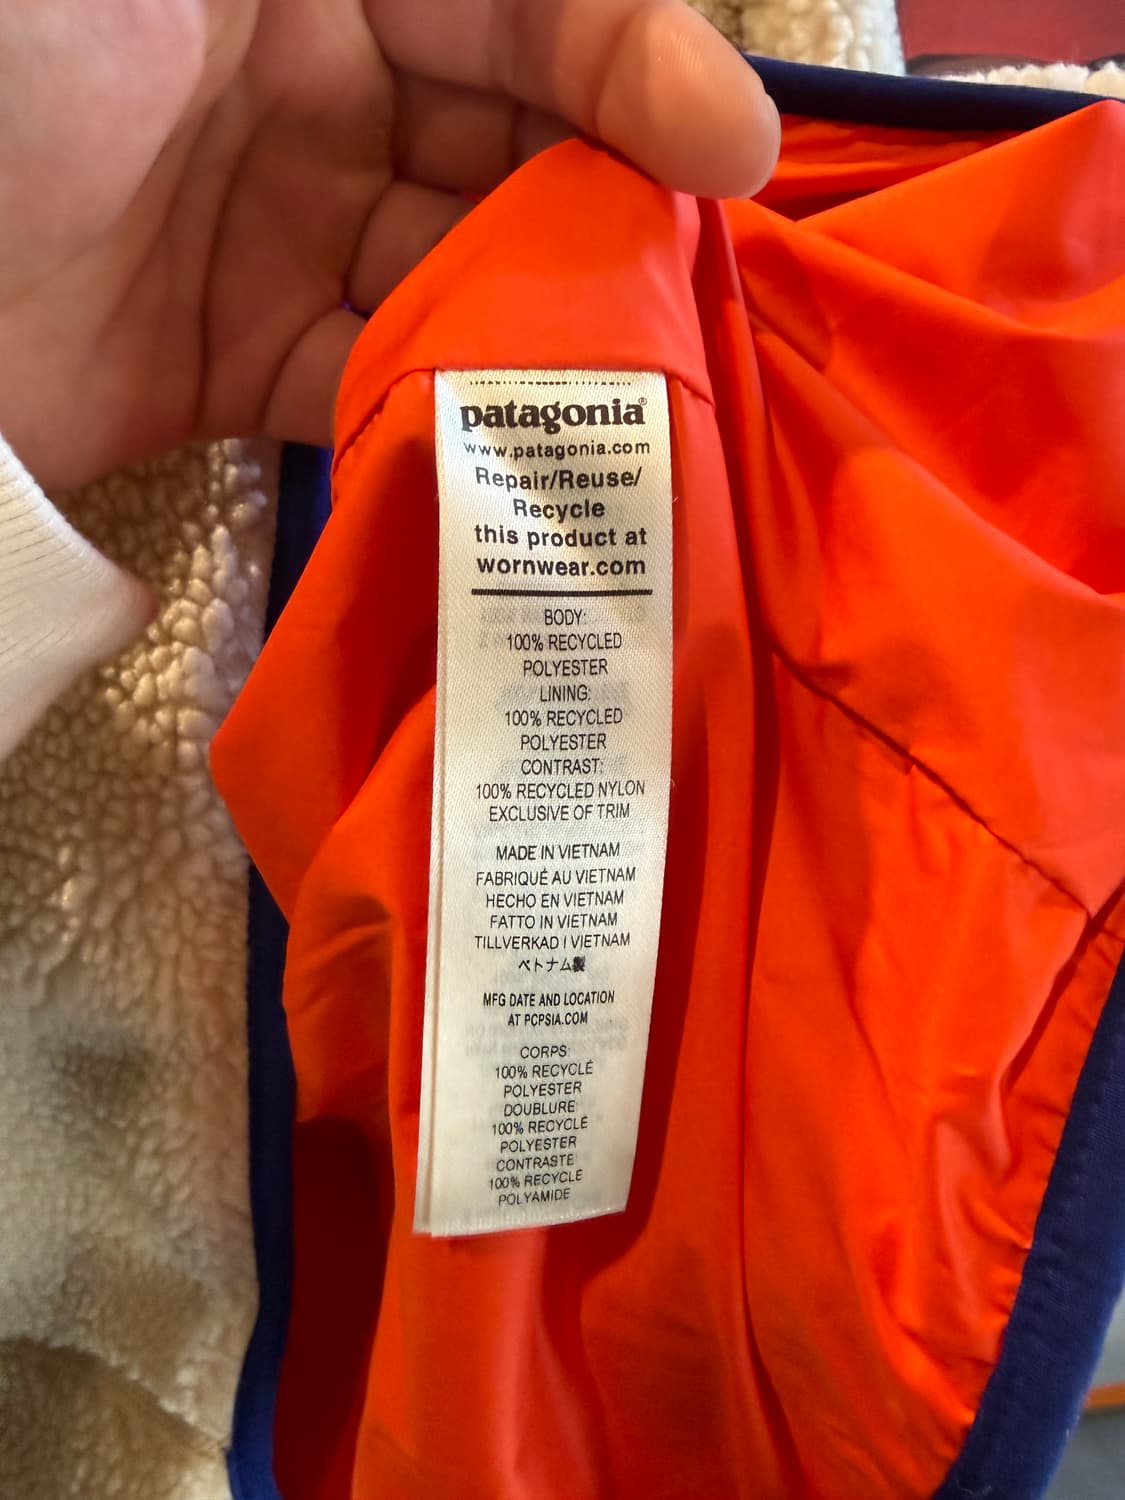 patagonia®
www.patagonia.com
Repair/Reuse/
Recycle
this product at
wornwear.com
BODY:
100% RECYCLED
POLYESTER
LINING:
100% RECYCLED
POLYESTER
CONTRAST:
100% RECYCLED NYLON
EXCLUSIVE OF TRIM
MADE IN VIETNAM
FABRIQUÉ AU VIETNAM
HECHO EN VIETNAM
FATTO IN VIETNAM
TILLVERKAD I VIETNAM
ベトナム製
MFG DATE AND LOCATION
AT PCPSIA.COM
CORPS:
100% RECYCLÉ
POLYESTER
DOUBLURE:
100% RECYCLÉ
POLYESTER
CONTRASTE
100% RECYCLÉ
POLYAMIDE